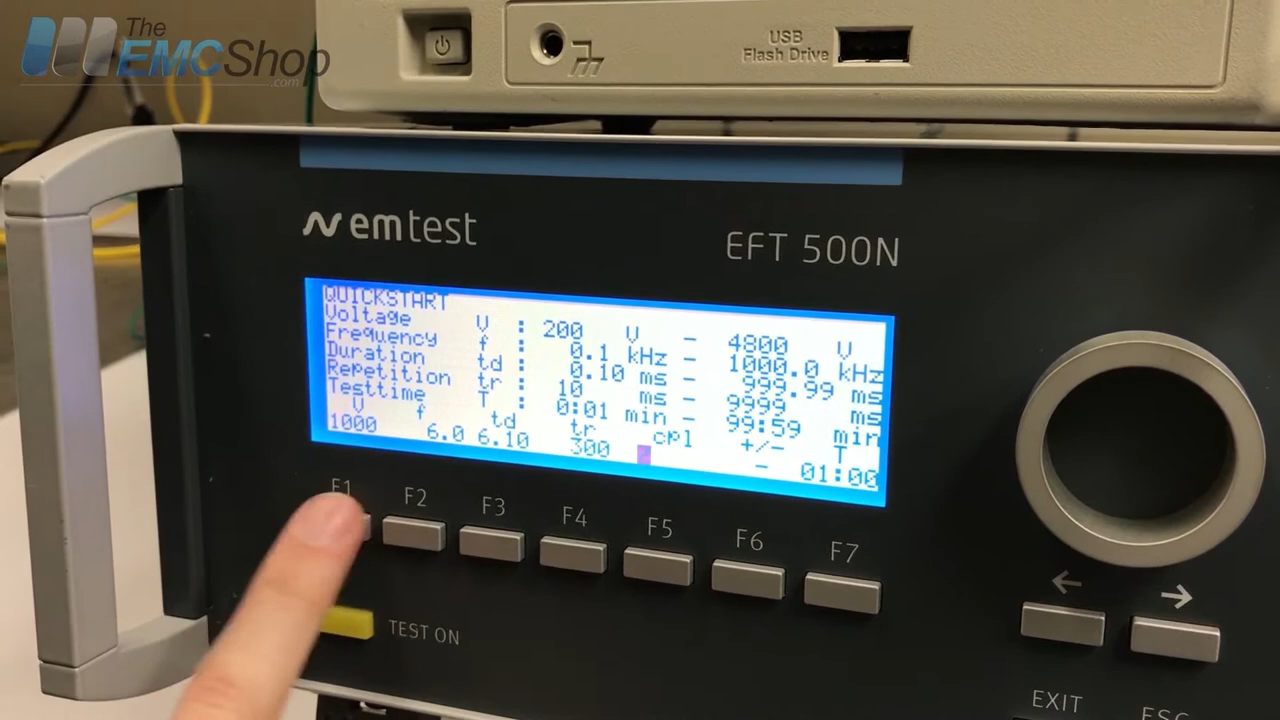 The
EMCShop
.com
USB
Flash Drive
emtest
EFT 500N
QUICKSTART
Voltage V : 200 V - 4800 V
Frequency f : 0.1 kHz - 1000.0 kHz
Duration td : 0.10 ms - 999.99 ms
Repetition tr : 10 ms - 9999 ms
Testtime T : 0:01 min - 99:59 min
V f td tr cpl +/- T
1000 6.0 6.10 300 - 01:00
F1 F2 F3 F4 F5 F6 F7
← →
TEST ON
EXIT
ESC